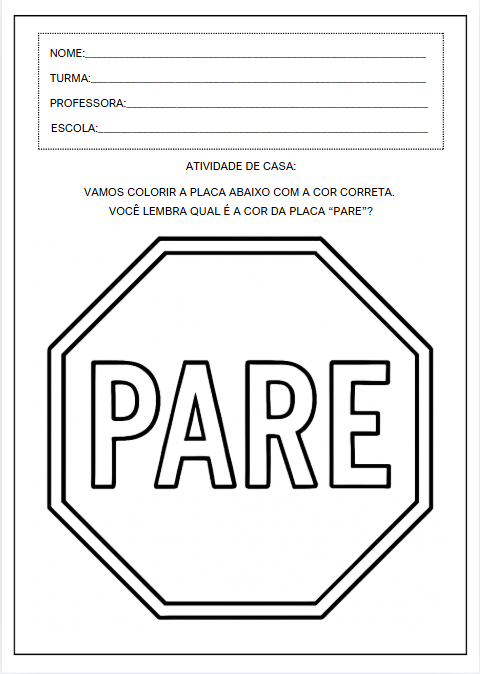 NOME:
TURMA:
PROFESSORA:
ESCOLA:
ATIVIDADE DE CASA:
VAMOS COLORIR A PLACA ABAIXO COM A COR CORRETA.
VOCÊ LEMBRA QUAL É A COR DA PLACA “PARE”?
PARE